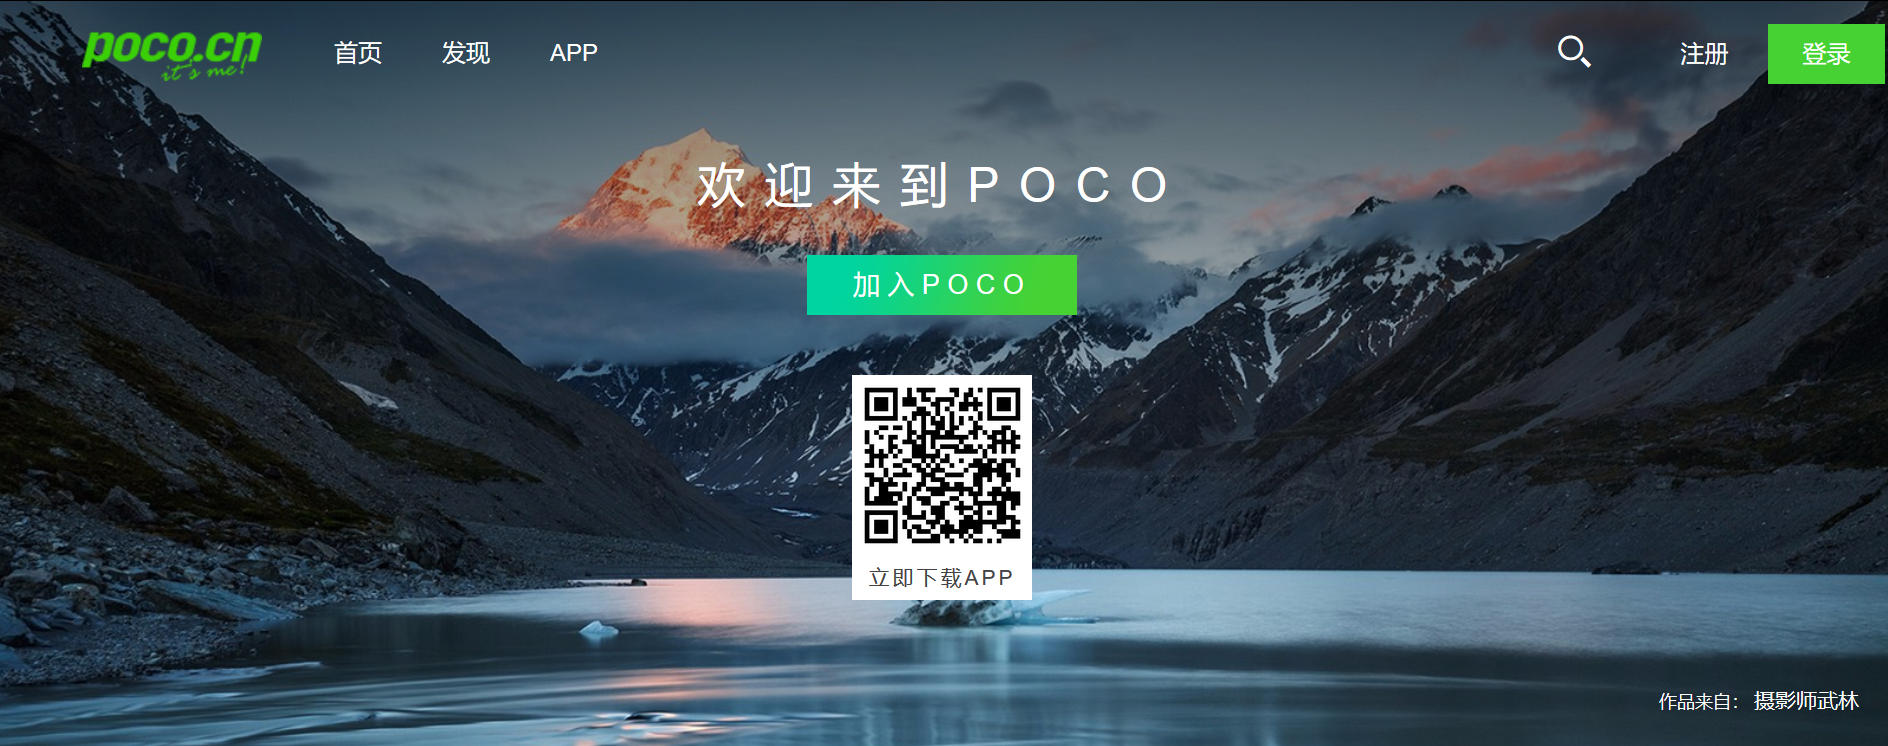 poco.cn
it's me!
首页 发现 APP
注册 登录
欢迎来到POCO
加入POCO
立即下载APP
作品来自： 摄影师武林